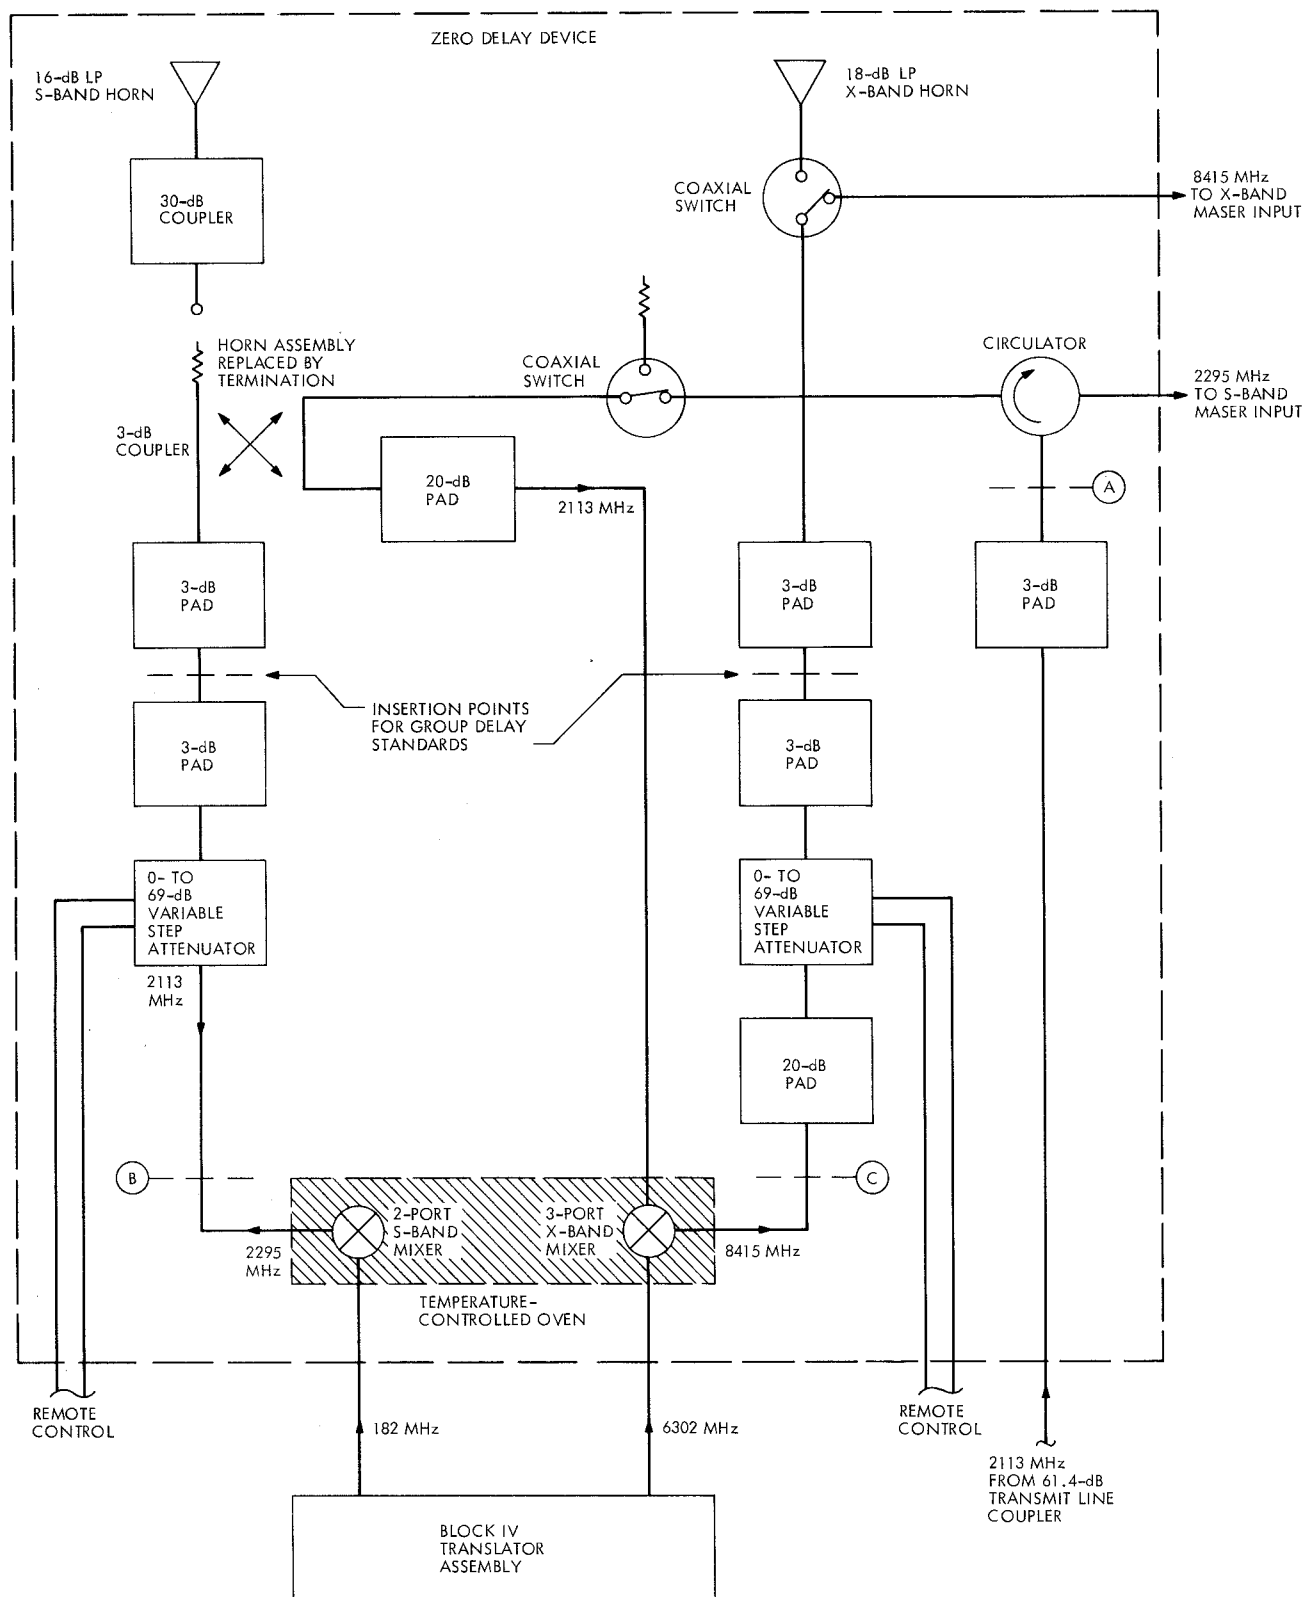 ZERO DELAY DEVICE
16-dB LP
S-BAND HORN
18-dB LP
X-BAND HORN
30-dB
COUPLER
COAXIAL
SWITCH
8415 MHz
TO X-BAND
MASER INPUT
HORN ASSEMBLY
REPLACED BY
TERMINATION
COAXIAL
SWITCH
CIRCULATOR
2295 MHz
TO S-BAND
MASER INPUT
3-dB
COUPLER
20-dB
PAD
2113 MHz
A
3-dB
PAD
3-dB
PAD
3-dB
PAD
INSERTION POINTS
FOR GROUP DELAY
STANDARDS
3-dB
PAD
3-dB
PAD
0- TO
69-dB
VARIABLE
STEP
ATTENUATOR
0- TO
69-dB
VARIABLE
STEP
ATTENUATOR
2113
MHz
20-dB
PAD
B
C
2-PORT
S-BAND
MIXER
3-PORT
X-BAND
MIXER
2295
MHz
8415 MHz
TEMPERATURE-
CONTROLLED OVEN
REMOTE
CONTROL
182 MHz
6302 MHz
REMOTE
CONTROL
2113 MHz
FROM 61.4-dB
TRANSMIT LINE
COUPLER
BLOCK IV
TRANSLATOR
ASSEMBLY